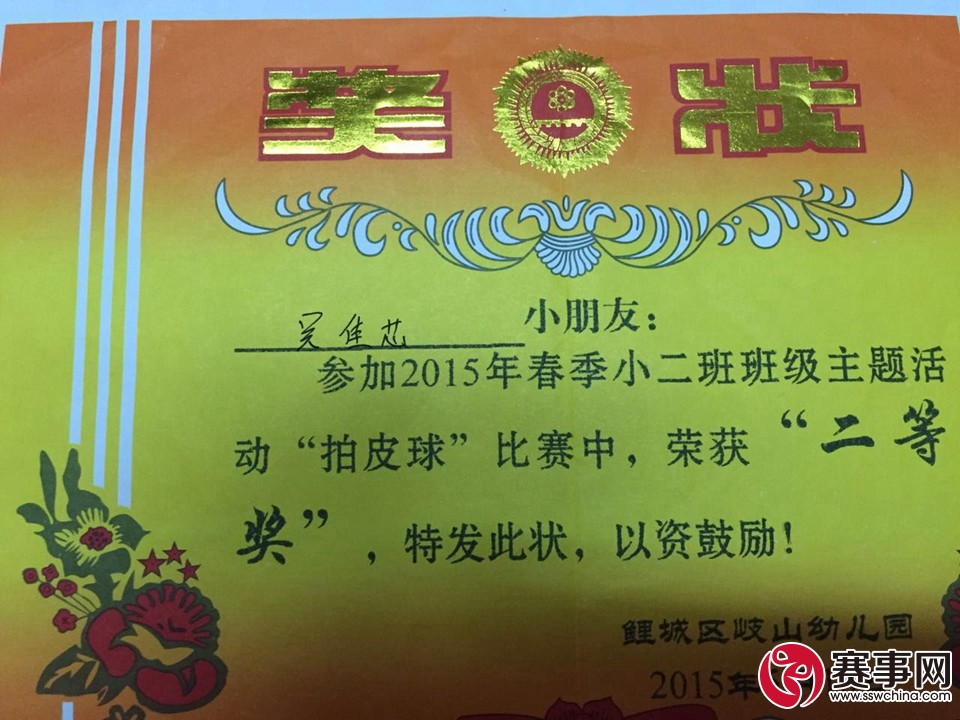 奖状
吴佳芯 小朋友：
参加2015年春季小二班班级主题活
动“拍皮球”比赛中，荣获“二等
奖”，特发此状，以资鼓励！
鲤城区岐山幼儿园
2015年
赛事网
www.sswchina.com